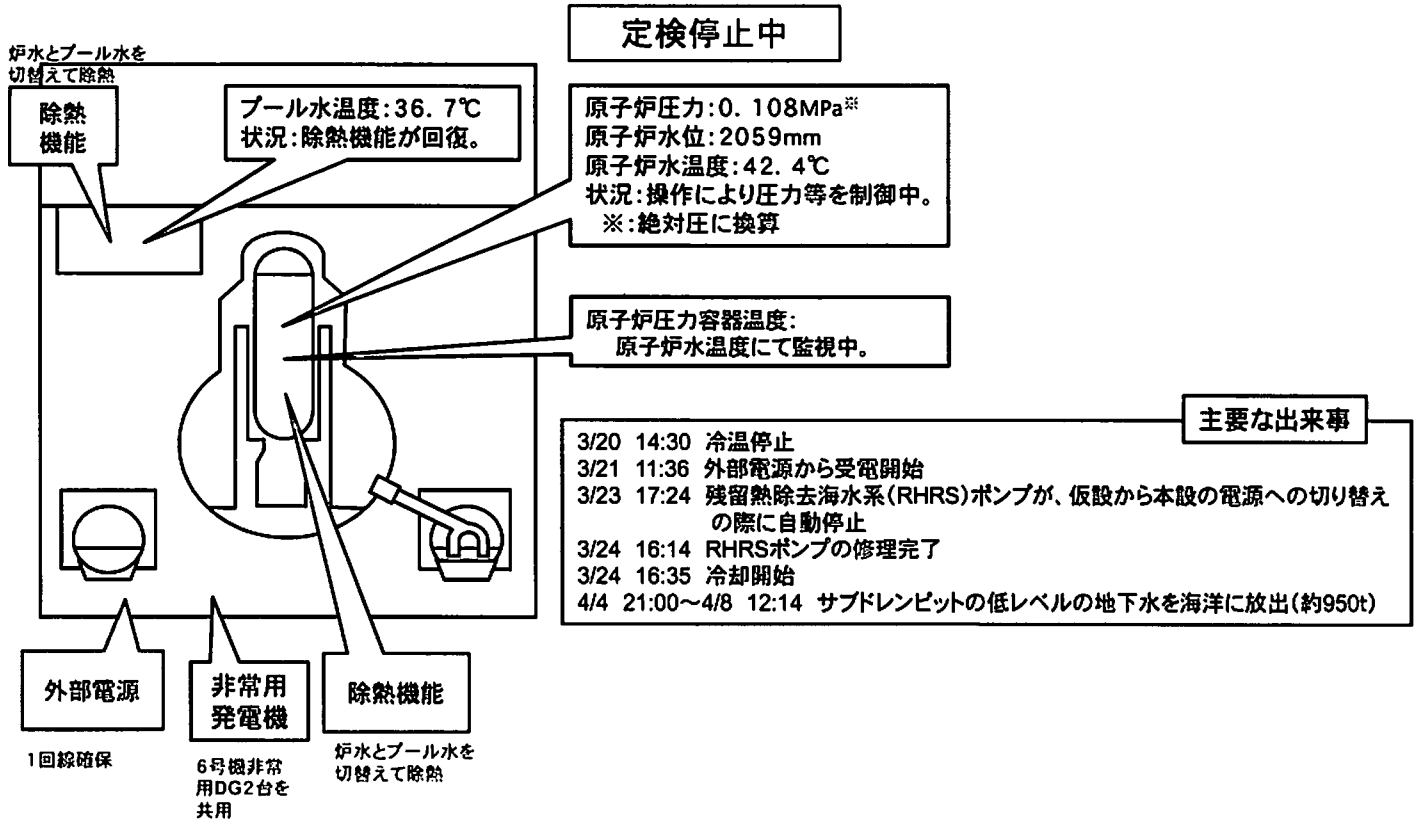 定検停止中
炉水とプール水を
切替えて除熱
除熱
機能
プール水温度：36．7℃
状況：除熱機能が回復。
原子炉圧力：0．108MPa※
原子炉水位：2059mm
原子炉水温度：42．4℃
状況：操作により圧力等を制御中。
※：絶対圧に換算
原子炉圧力容器温度：
原子炉水温度にて監視中。
主要な出来事
3/20 14:30 冷温停止
3/21 11:36 外部電源から受電開始
3/23 17:24 残留熱除去海水系（RHRS）ポンプが、仮設から本設の電源への切り替え
の際に自動停止
3/24 16:14 RHRSポンプの修理完了
3/24 16:35 冷却開始
4/4 21:00～4/8 12:14 サブドレンピットの低レベルの地下水を海洋に放出（約950t）
外部電源
1回線確保
非常用
発電機
6号機非常
用DG2台を
共用
除熱機能
炉水とプール水を
切替えて除熱